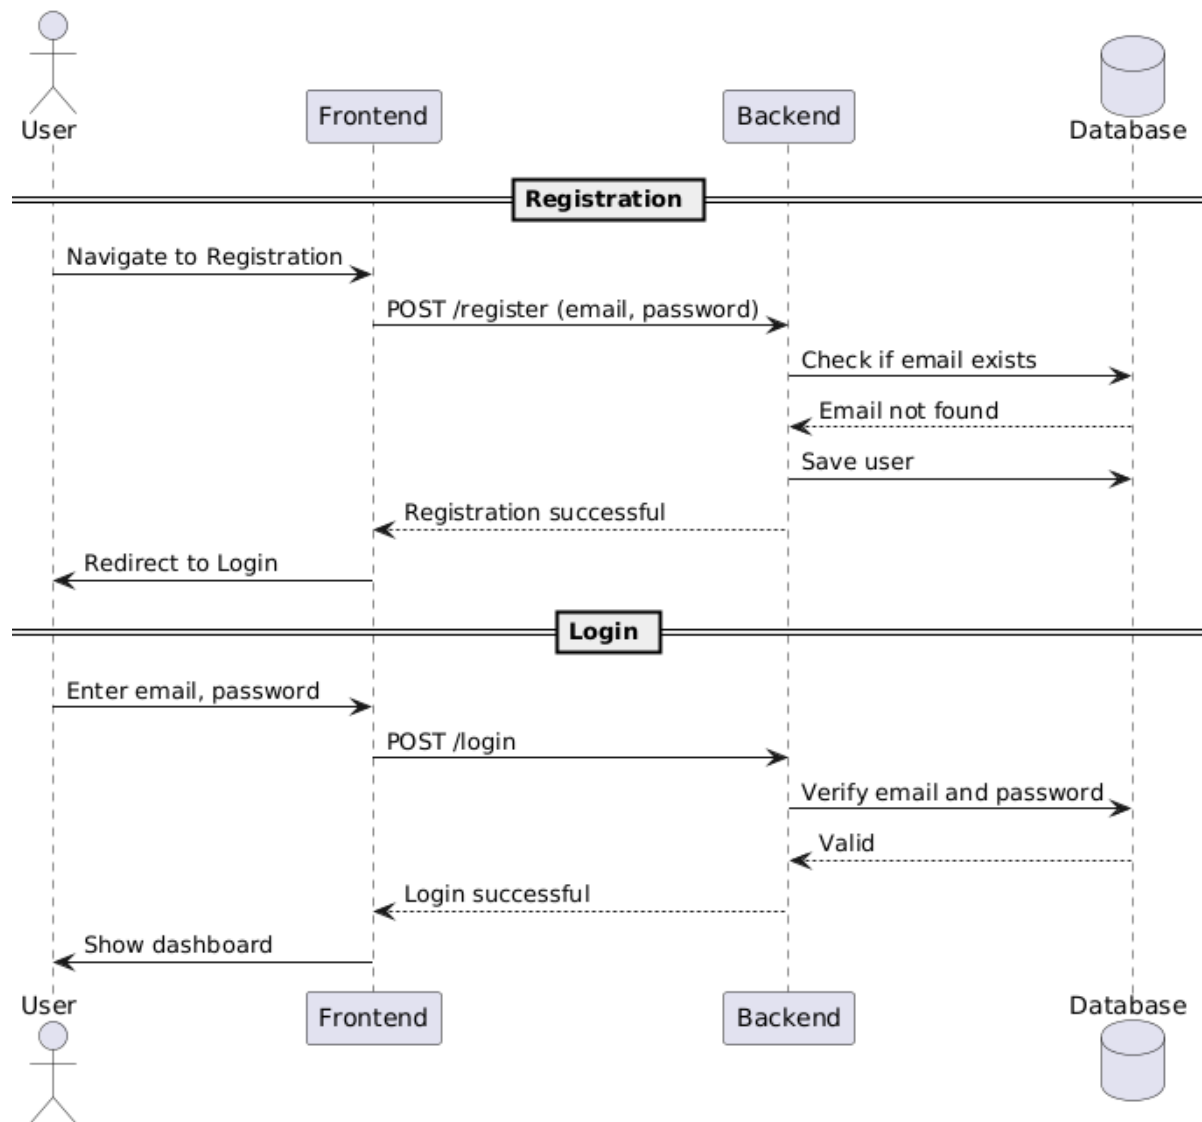 User
Frontend
Backend
Database
Registration
Navigate to Registration
POST /register (email, password)
Check if email exists
Email not found
Save user
Registration successful
Redirect to Login
Login
Enter email, password
POST /login
Verify email and password
Valid
Login successful
Show dashboard
User
Frontend
Backend
Database